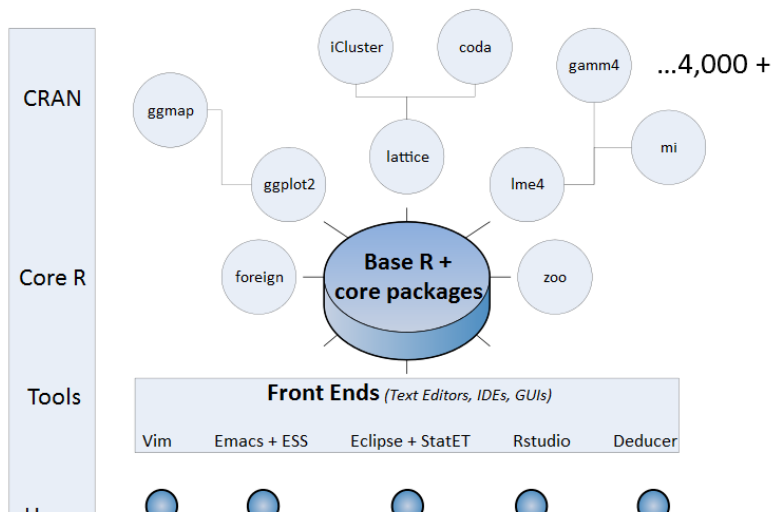 iCluster
coda
gamm4
...4,000 +
CRAN
ggmap
lattice
mi
ggplot2
lme4
Core R
foreign
Base R +
core packages
zoo
Tools
Front Ends (Text Editors, IDEs, GUIs)
Vim
Emacs + ESS
Eclipse + StatET
Rstudio
Deducer